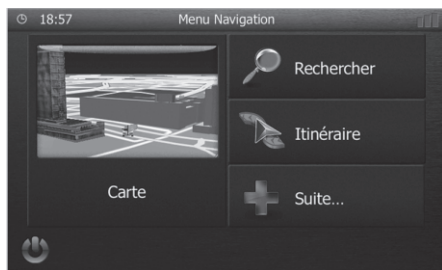 18:57 Menu Navigation
Rechercher
Itinéraire
Carte
Suite...